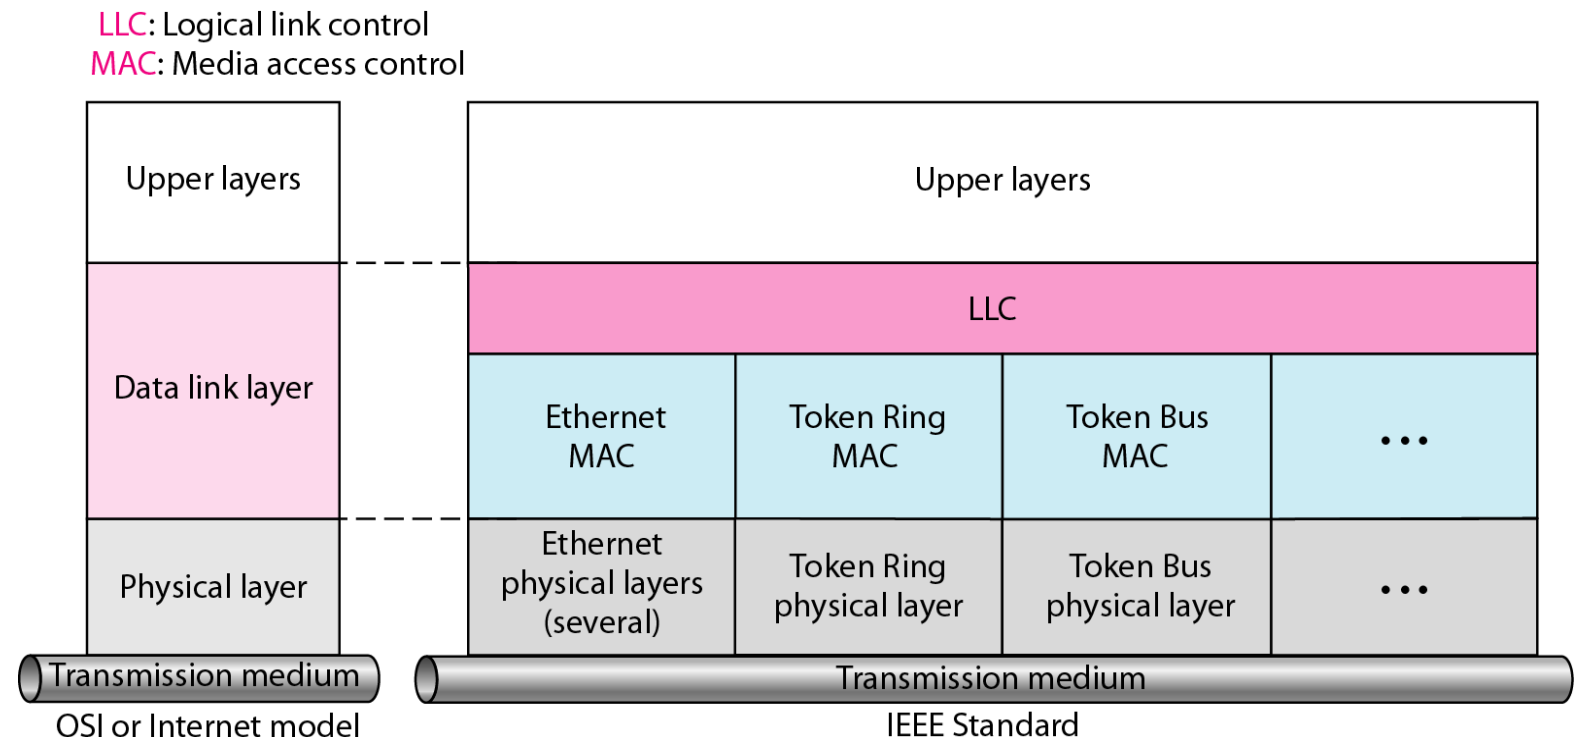 LLC: Logical link control
MAC: Media access control
Upper layers
Data link layer
Physical layer
Transmission medium
OSI or Internet model
Upper layers
LLC
Ethernet
MAC
Token Ring
MAC
Token Bus
MAC
...
Ethernet
physical layers
(several)
Token Ring
physical layer
Token Bus
physical layer
...
Transmission medium
IEEE Standard